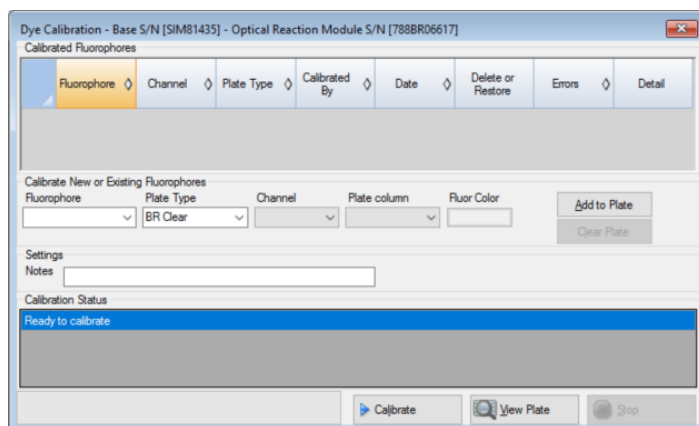 Dye Calibration - Base S/N [SIM81435] - Optical Reaction Module S/N [788BR06617]
Calibrated Fluorophores
Fluorophore Channel Plate Type Calibrated By Date Delete or Restore Errors Detail
Calibrate New or Existing Fluorophores
Fluorophore Plate Type Channel Plate column Fluor Color
BR Clear Add to Plate
Clear Plate
Settings
Notes
Calibration Status
Ready to calibrate
Calibrate View Plate Stop